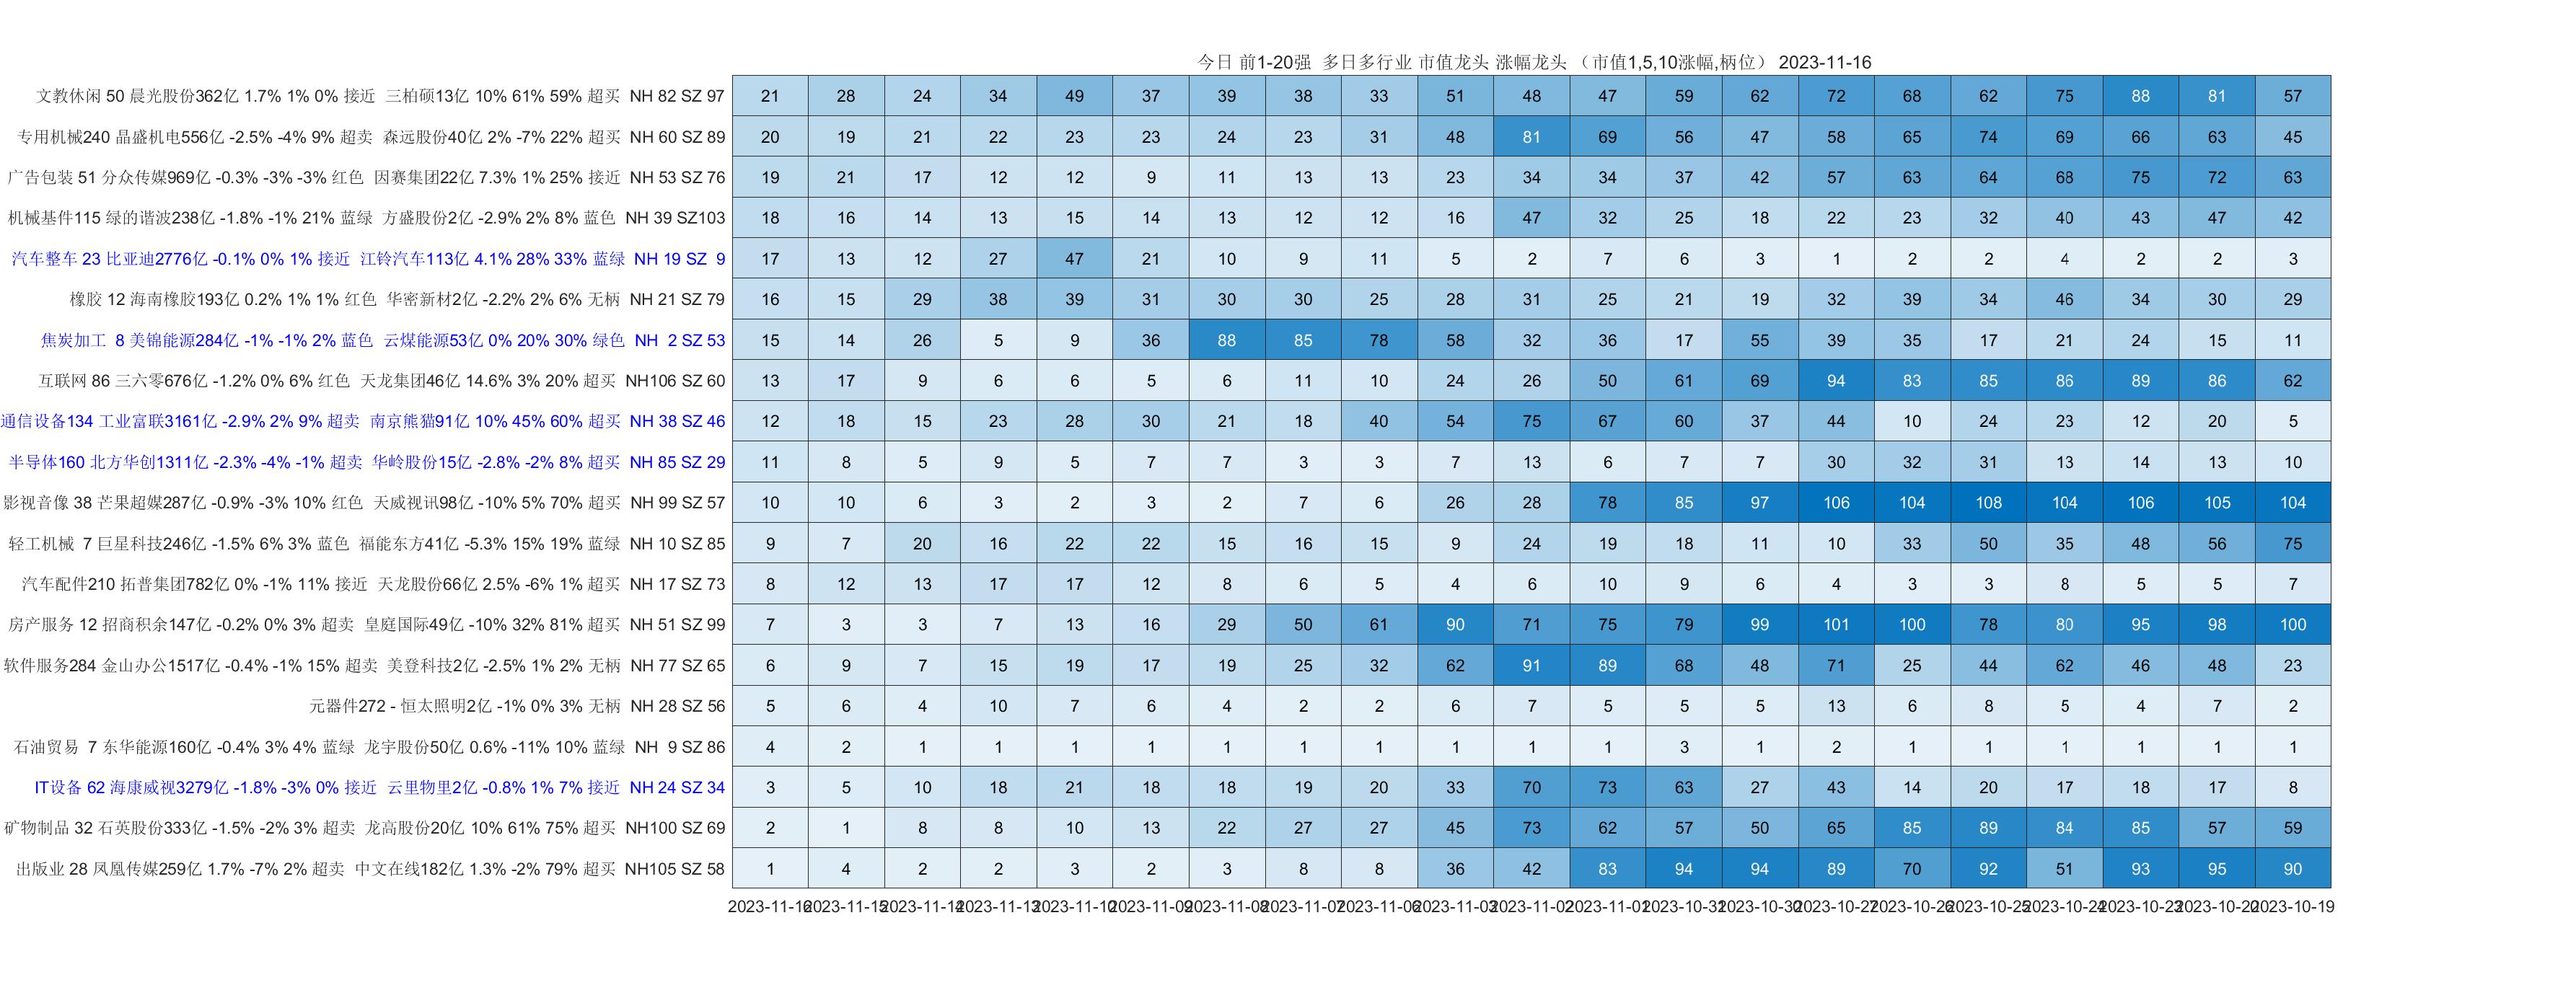 今日 前1-20强 多日多行业 市值龙头 涨幅龙头 （市值1,5,10涨幅,柄位） 2023-11-16
文教休闲 50 晨光股份362亿 1.7% 1% 0% 接近 三柏硕13亿 10% 61% 59% 超买 NH 82 SZ 97 21 28 24 34 49 37 39 38 33 51 48 47 59 62 72 68 62 75 88 81 57
专用机械240 晶盛机电556亿 -2.5% -4% 9% 超卖 森远股份40亿 2% -7% 22% 超买 NH 60 SZ 89 20 19 21 22 23 23 24 23 31 48 81 69 56 47 58 65 74 69 66 63 45
广告包装 51 分众传媒969亿 -0.3% -3% -3% 红色 因赛集团22亿 7.3% 1% 25% 接近 NH 53 SZ 76 19 21 17 12 12 9 11 13 13 23 34 34 37 42 57 63 64 68 75 72 63
机械基件115 绿的谐波238亿 -1.8% -1% 21% 蓝绿 方盛股份2亿 -2.9% 2% 8% 蓝色 NH 39 SZ103 18 16 14 13 15 14 13 12 12 16 47 32 25 18 22 23 32 40 43 47 42
汽车整车 23 比亚迪2776亿 -0.1% 0% 1% 接近 江铃汽车113亿 4.1% 28% 33% 蓝绿 NH 19 SZ 9 17 13 12 27 47 21 10 9 11 5 2 7 6 3 1 2 2 4 2 2 3
橡胶 12 海南橡胶193亿 0.2% 1% 1% 红色 华密新材2亿 -2.2% 2% 6% 无柄 NH 21 SZ 79 16 15 29 38 39 31 30 30 25 28 31 25 21 19 32 39 34 46 34 30 29
焦炭加工 8 美锦能源284亿 -1% -1% 2% 蓝色 云煤能源53亿 0% 20% 30% 绿色 NH 2 SZ 53 15 14 26 5 9 36 88 85 78 58 32 36 17 55 39 35 17 21 24 15 11
互联网 86 三六零676亿 -1.2% 0% 6% 红色 天龙集团46亿 14.6% 3% 20% 超买 NH106 SZ 60 13 17 9 6 6 5 6 11 10 24 26 50 61 69 94 83 85 86 89 86 62
通信设备134 工业富联3161亿 -2.9% 2% 9% 超卖 南京熊猫91亿 10% 45% 60% 超买 NH 38 SZ 46 12 18 15 23 28 30 21 18 40 54 75 67 60 37 44 10 24 23 12 20 5
半导体160 北方华创1311亿 -2.3% -4% -1% 超卖 华岭股份15亿 -2.8% -2% 8% 超买 NH 85 SZ 29 11 8 5 9 5 7 7 3 3 7 13 6 7 7 30 32 31 13 14 13 10
影视音像 38 芒果超媒287亿 -0.9% -3% 10% 红色 天威视讯98亿 -10% 5% 70% 超买 NH 99 SZ 57 10 10 6 3 2 3 2 7 6 26 28 78 85 97 106 104 108 104 106 105 104
轻工机械 7 巨星科技246亿 -1.5% 6% 3% 蓝色 福能东方41亿 -5.3% 15% 19% 蓝绿 NH 10 SZ 85 9 7 20 16 22 22 15 16 15 9 24 19 18 11 10 33 50 35 48 56 75
汽车配件210 拓普集团782亿 0% -1% 11% 接近 天龙股份66亿 2.5% -6% 1% 超买 NH 17 SZ 73 8 12 13 17 17 12 8 6 5 4 6 10 9 6 4 3 3 8 5 5 7
房产服务 12 招商积余147亿 -0.2% 0% 3% 超卖 皇庭国际49亿 -10% 32% 81% 超买 NH 51 SZ 99 7 3 3 7 13 16 29 50 61 90 71 75 79 99 101 100 78 80 95 98 100
软件服务284 金山办公1517亿 -0.4% -1% 15% 超卖 美登科技2亿 -2.5% 1% 2% 无柄 NH 77 SZ 65 6 9 7 15 19 17 19 25 32 62 91 89 68 48 71 25 44 62 46 48 23
元器件272 - 恒太照明2亿 -1% 0% 3% 无柄 NH 28 SZ 56 5 6 4 10 7 6 4 2 2 6 7 5 5 5 13 6 8 5 4 7 2
石油贸易 7 东华能源160亿 -0.4% 3% 4% 蓝绿 龙宇股份50亿 0.6% -11% 10% 蓝绿 NH 9 SZ 86 4 2 1 1 1 1 1 1 1 1 1 1 3 1 2 1 1 1 1 1 1
IT设备 62 海康威视3279亿 -1.8% -3% 0% 接近 云里物里2亿 -0.8% 1% 7% 接近 NH 24 SZ 34 3 5 10 18 21 18 18 19 20 33 70 73 63 27 43 14 20 17 18 17 8
矿物制品 32 石英股份333亿 -1.5% -2% 3% 超卖 龙高股份20亿 10% 61% 75% 超买 NH100 SZ 69 2 1 8 8 10 13 22 27 27 45 73 62 57 50 65 85 89 84 85 57 59
出版业 28 凤凰传媒259亿 1.7% -7% 2% 超卖 中文在线182亿 1.3% -2% 79% 超买 NH105 SZ 58 1 4 2 2 3 2 3 8 8 36 42 83 94 94 89 70 92 51 93 95 90
2023-11-16 2023-11-15 2023-11-14 2023-11-13 2023-11-10 2023-11-09 2023-11-08 2023-11-07 2023-11-06 2023-11-03 2023-11-02 2023-11-01 2023-10-31 2023-10-30 2023-10-27 2023-10-26 2023-10-25 2023-10-24 2023-10-23 2023-10-20 2023-10-19